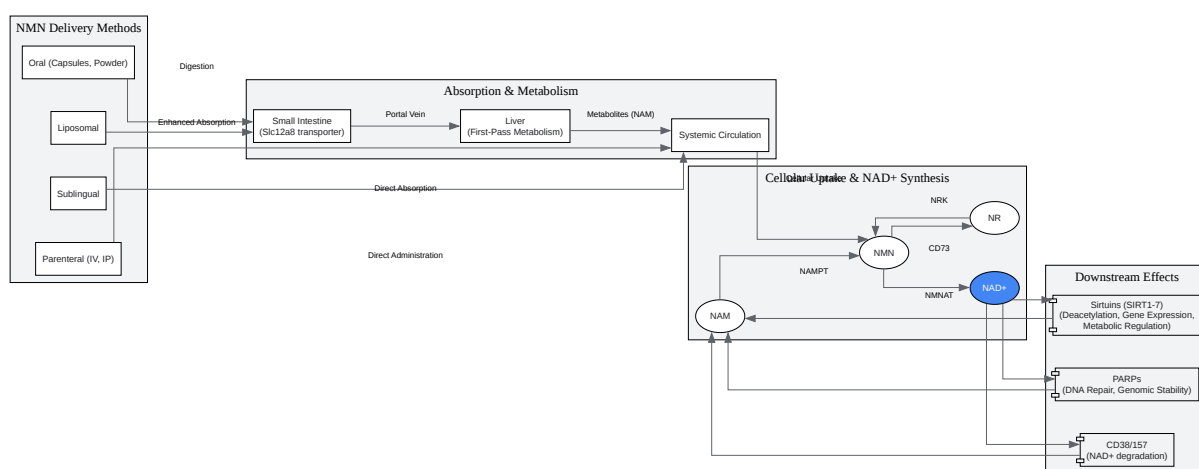 NMN Delivery Methods
Oral (Capsules, Powder)
Liposomal
Sublingual
Parenteral (IV, IP)
Digestion
Enhanced Absorption
Direct Absorption
Direct Administration
Absorption & Metabolism
Small Intestine
(Slc12a8 transporter)
Portal Vein
Liver
(First-Pass Metabolism)
Metabolites (NAM)
Systemic Circulation
Cellular Uptake & NAD+ Synthesis
NRK
NR
NMN
CD73
NAMPT
NMNAT
NAD+
NAM
Downstream Effects
Sirtuins (SIRT1-7)
(Deacetylation, Gene Expression,
Metabolic Regulation)
PARPs
(DNA Repair, Genomic Stability)
CD38/157
(NAD+ degradation)